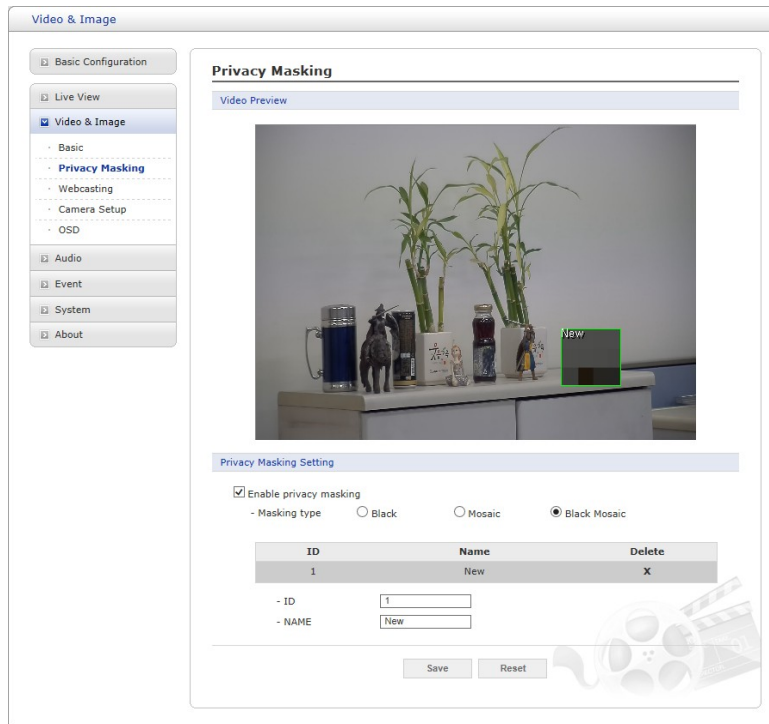 Video & Image
Basic Configuration
Live View
Video & Image
Basic
Privacy Masking
Webcasting
Camera Setup
OSD
Audio
Event
System
About
Privacy Masking
Video Preview
New
Privacy Masking Setting
Enable privacy masking
- Masking type Black Mosaic Black Mosaic
ID Name Delete
1 New X
- ID 1
- NAME New
Save Reset